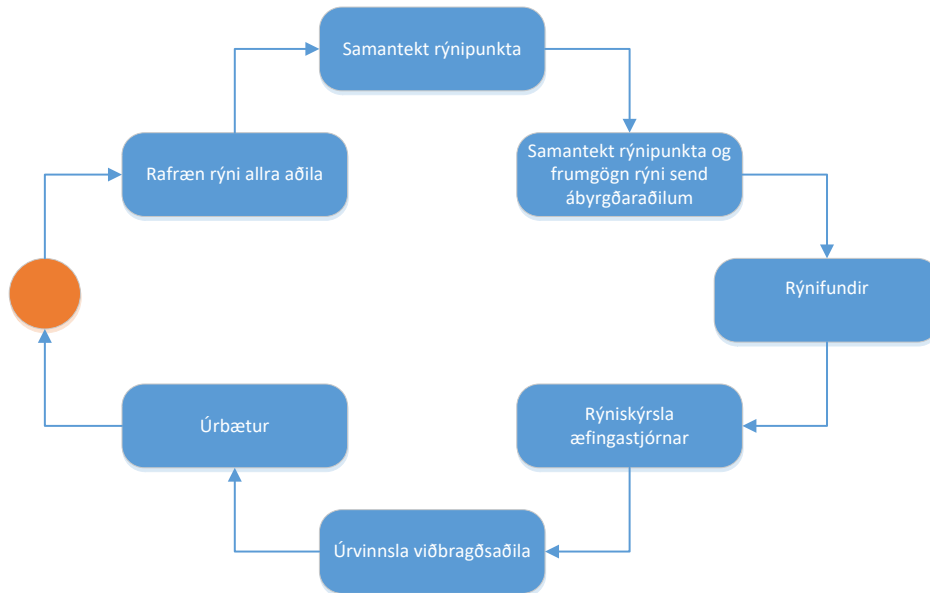 Samantekt rýnipunkta
Rafræn rýni allra aðila
Samantekt rýnipunkta og
frumgögn rýni send
ábyrgðaraðilum
Rýnifundir
Rýniskýrsla
æfingastjórnar
Úrvinnsla viðbragðsaðila
Úrbætur